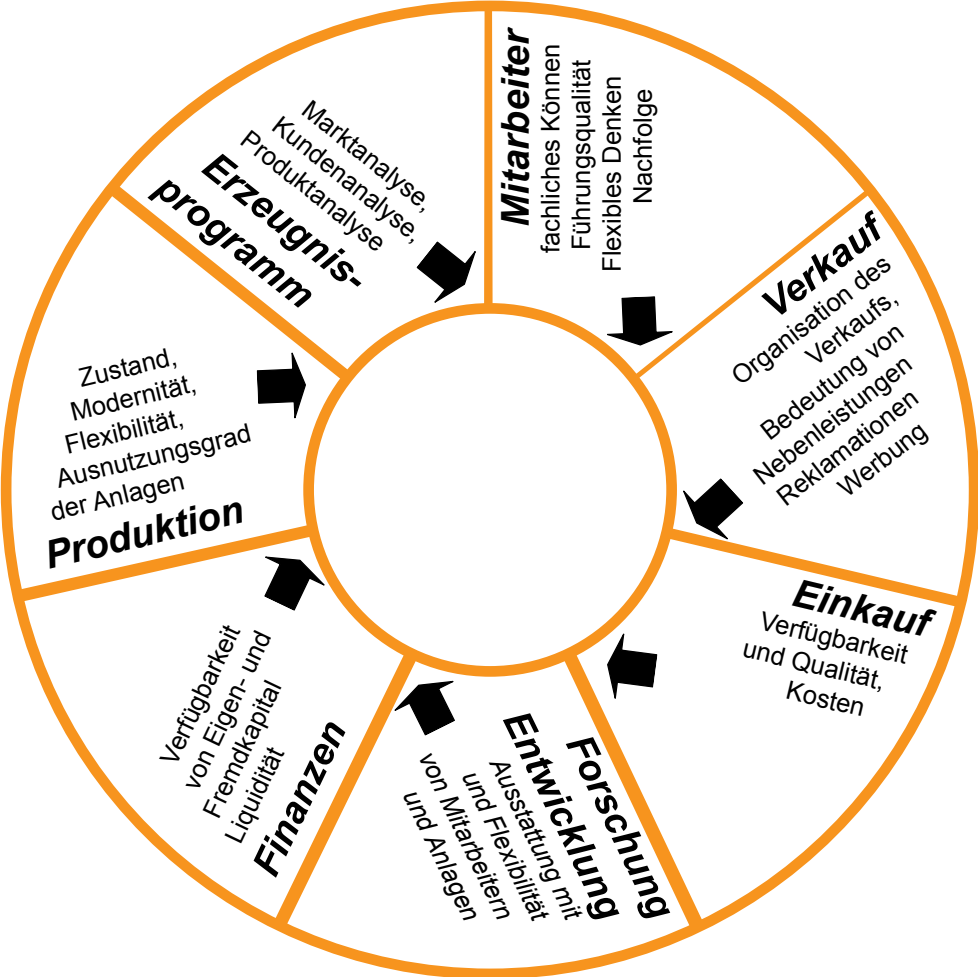 Mitarbeiter
fachliches Können
Führungsqualität
Flexibles Denken
Nachfolge
Verkauf
Organisation des
Verkaufs,
Bedeutung von
Nebenleistungen
Reklamationen
Werbung
Einkauf
Verfügbarkeit
und Qualität,
Kosten
Forschung
Entwicklung
Ausstattung mit
und Flexibilität
von Mitarbeitern
und Anlagen
Verfügbarkeit
von Eigen- und
Fremdkapital
Liquidität
Finanzen
Zustand,
Modernität,
Flexibilität,
Ausnutzungsgrad
der Anlagen
Produktion
Marktanalyse,
Kundenanalyse,
Produktanalyse
Erzeugnis-
programm